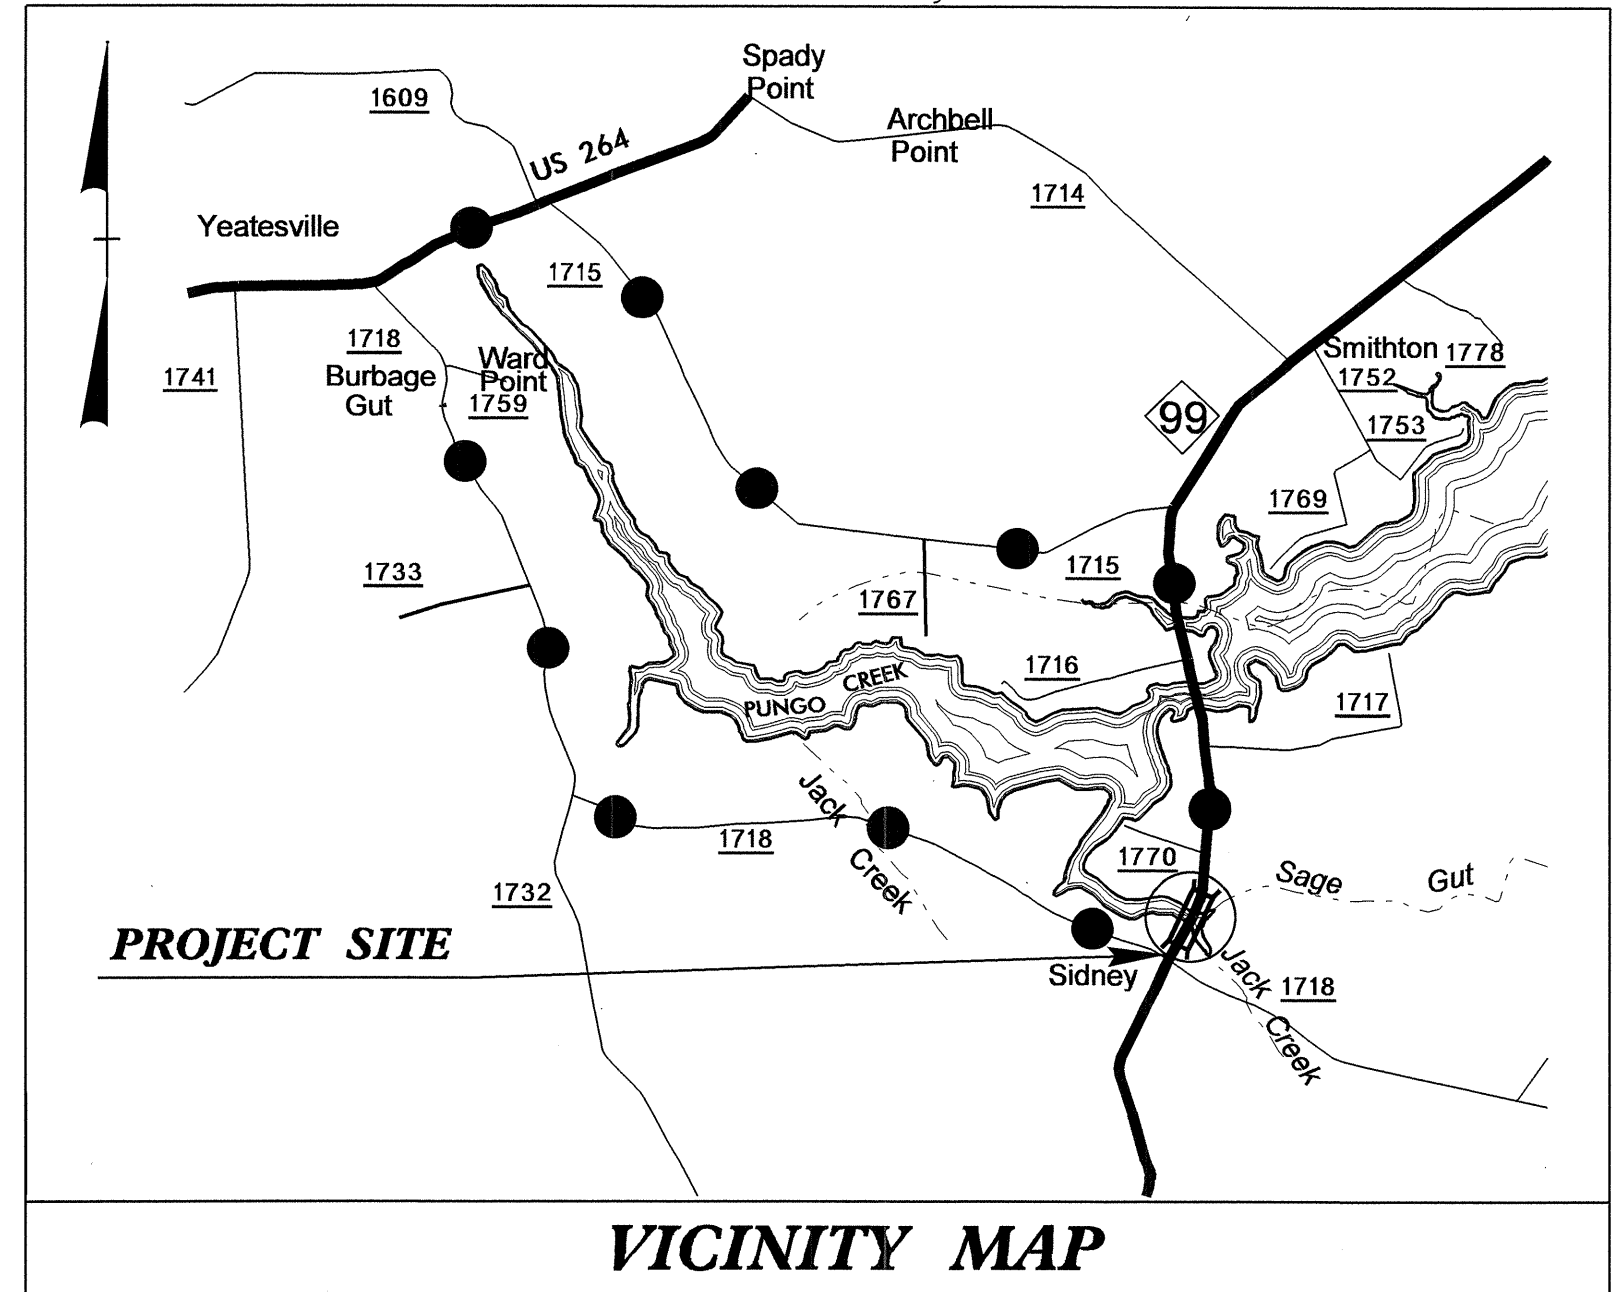 Spady
Point
1609
Archbell
Point
US 264
1714
Yeatesville
1715
1718
Ward
Point
Smithton
1778
1741
Burbage
Gut
1752
1759
99
1753
1769
1733
1715
1767
1716
PUNGO CREEK
1717
Jack
Creek
1718
1770
Sage Gut
1732
PROJECT SITE
Sidney
Jack
Creek
1718
VICINITY MAP